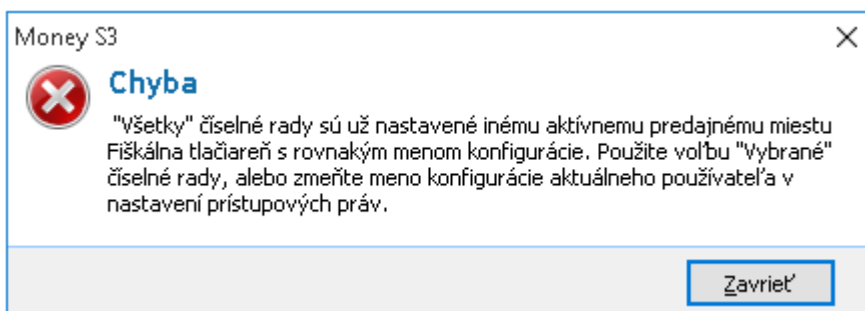 Money S3
Chyba
"Všetky" číselné rady sú už nastavené inému aktívnemu predajnému miestu
Fiškálna tlačiareň s rovnakým menom konfigurácie. Použite voľbu "Vybrané"
číselné rady, alebo zmeňte meno konfigurácie aktuálneho používateľa v
nastavení prístupových práv.
Zavrieť